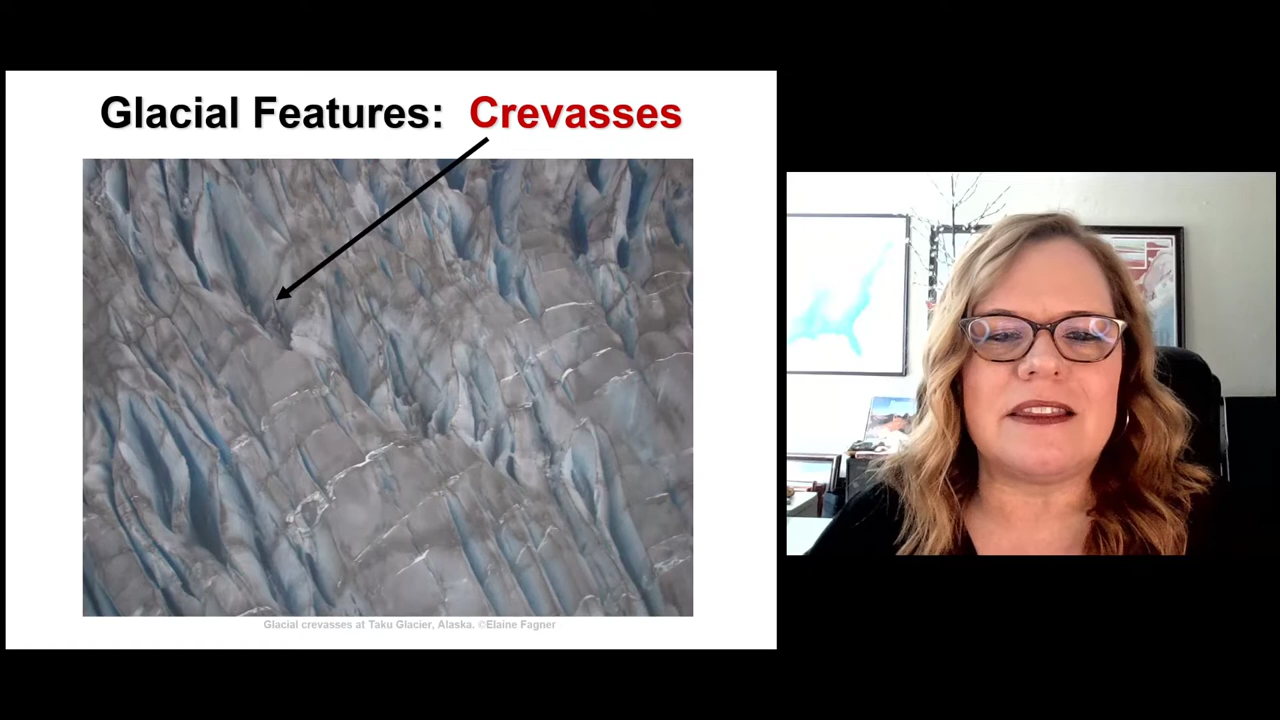 Glacial Features: Crevasses
Glacial crevasses at Taku Glacier, Alaska. ©Elaine Fagner